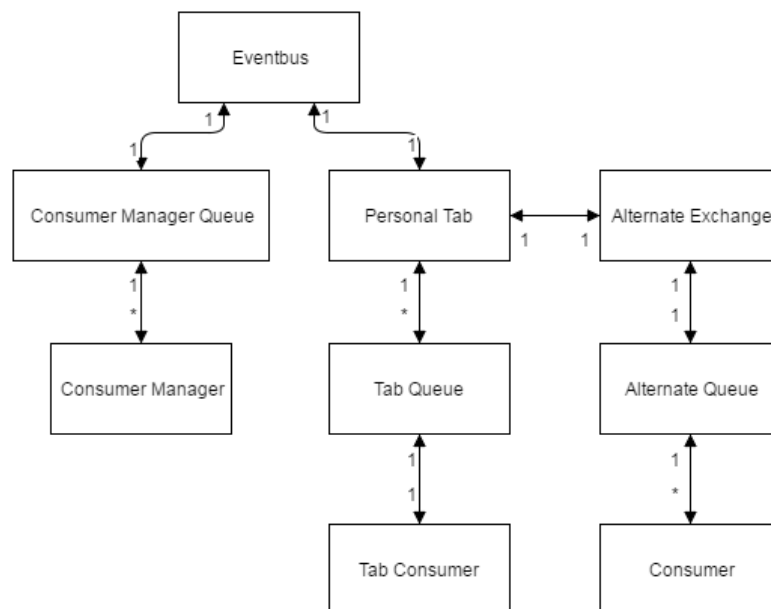 Eventbus
1
1
1
1
Consumer Manager Queue
Personal Tab
Alternate Exchange
1
1
1
1
1
*
*
1
Consumer Manager
Tab Queue
Alternate Queue
1
1
1
*
Tab Consumer
Consumer